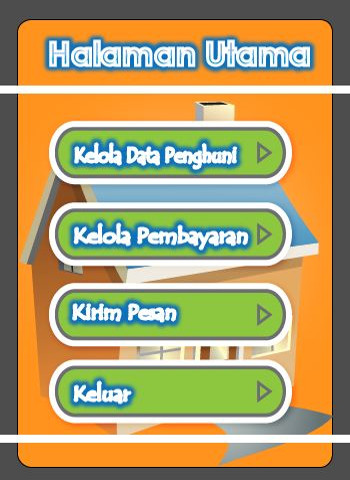 Halaman Utama
Kelola Data Penghuni
Kelola Pembayaran
Kirim Pesan
Keluar